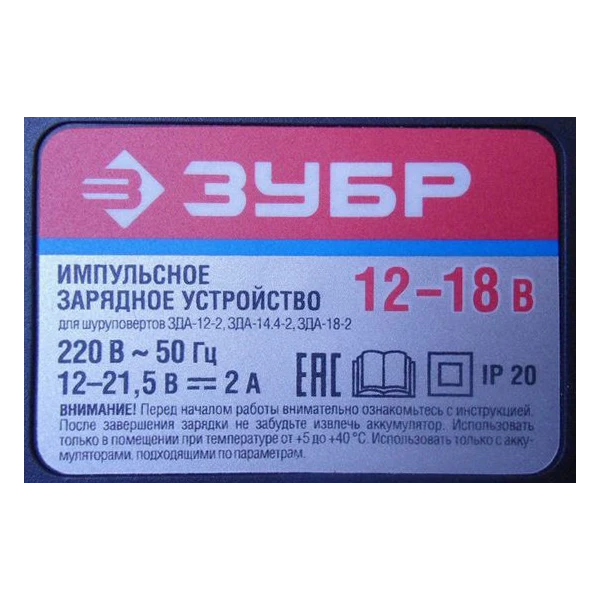 ЗУБР
ИМПУЛЬСНОЕ
ЗАРЯДНОЕ УСТРОЙСТВО
12–18 В
для шуруповертов ЗДА-12-2, ЗДА-14.4-2, ЗДА-18-2
220 В ~ 50 Гц
12–21,5 В ⎓ 2 А
EAC
IP 20
ВНИМАНИЕ! Перед началом работы внимательно ознакомьтесь с инструкцией.
После завершения зарядки не забудьте извлечь аккумулятор. Использовать
только в помещении при температуре от +5 до +40 °С. Использовать только с акку-
муляторами, подходящими по параметрам.